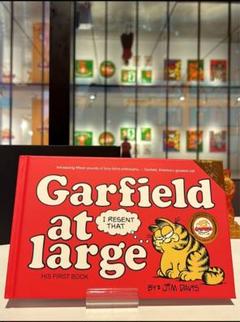 Garfield
at
large
I RESENT
THAT
HIS FIRST BOOK
BY: JIM DAVIS